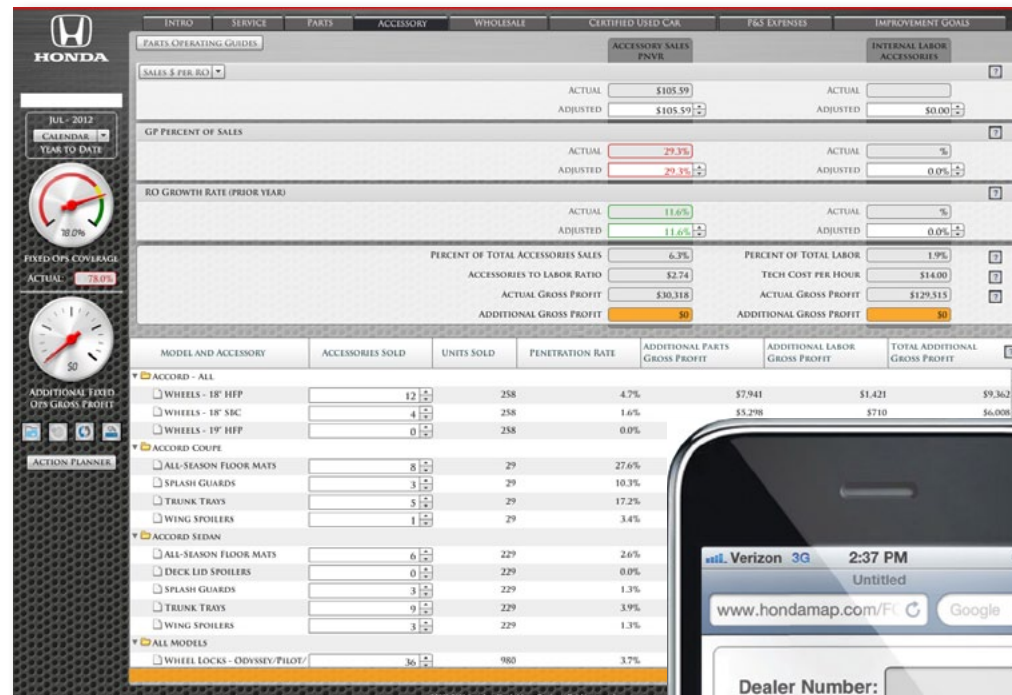 HONDA
INTRO SERVICE PARTS ACCESSORY WHOLESALE CERTIFIED USED CAR P&S EXPENSES IMPROVEMENT GOALS
PARTS OPERATING GUIDES
ACCESSORY SALES PNVR
INTERNAL LABOR ACCESSORIES
SALES $ PER RO
ACTUAL $105.59 ACTUAL
ADJUSTED $105.59 ADJUSTED $0.00
JUL - 2012
CALENDAR
YEAR TO DATE
GP PERCENT OF SALES
ACTUAL 29.3% ACTUAL %
ADJUSTED 29.3% ADJUSTED 0.0%
RO GROWTH RATE (PRIOR YEAR)
ACTUAL 11.6% ACTUAL %
ADJUSTED 11.6% ADJUSTED 0.0%
78.0%
FIXED OPS COVERAGE
ACTUAL: 78.0%
PERCENT OF TOTAL ACCESSORIES SALES 6.3% PERCENT OF TOTAL LABOR 1.9%
ACCESSORIES TO LABOR RATIO $2.74 TECH COST PER HOUR $14.00
ACTUAL GROSS PROFIT $30,318 ACTUAL GROSS PROFIT $129,515
ADDITIONAL GROSS PROFIT $0 ADDITIONAL GROSS PROFIT $0
$0
ADDITIONAL FIXED
OPS GROSS PROFIT
ACTION PLANNER
MODEL AND ACCESSORY ACCESSORIES SOLD UNITS SOLD PENETRATION RATE ADDITIONAL PARTS GROSS PROFIT ADDITIONAL LABOR GROSS PROFIT TOTAL ADDITIONAL GROSS PROFIT
ACCORD - ALL
WHEELS - 18" HFP 12 258 4.7% $7,941 $1,421 $9,362
WHEELS - 18" SBC 4 258 1.6% $5,298 $710 $6,008
WHEELS - 19" HFP 0 258 0.0%
ACCORD COUPE
ALL-SEASON FLOOR MATS 8 29 27.6%
SPLASH GUARDS 3 29 10.3%
TRUNK TRAYS 5 29 17.2%
WING SPOILERS 1 29 3.4%
ACCORD SEDAN
ALL-SEASON FLOOR MATS 6 229 2.6%
DECK LID SPOILERS 0 229 0.0%
SPLASH GUARDS 3 229 1.3%
TRUNK TRAYS 9 229 3.9%
WING SPOILERS 3 229 1.3%
ALL MODELS
WHEEL LOCKS - ODYSSEY/PILOT/ 36 980 3.7%
Verizon 3G 2:37 PM
Untitled
www.hondamap.com/F Google
Dealer Number: